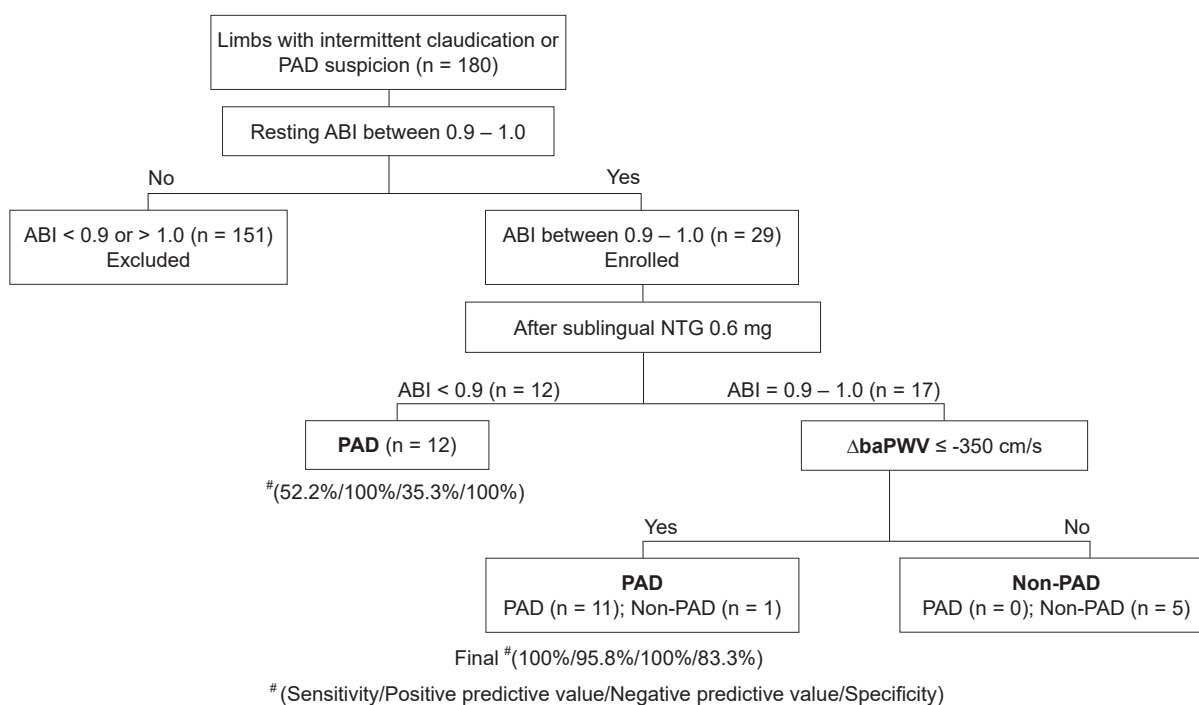 Limbs with intermittent claudication or
PAD suspicion (n = 180)
Resting ABI between 0.9 – 1.0
No
Yes
ABI < 0.9 or > 1.0 (n = 151)
Excluded
ABI between 0.9 – 1.0 (n = 29)
Enrolled
After sublingual NTG 0.6 mg
ABI < 0.9 (n = 12)
ABI = 0.9 – 1.0 (n = 17)
PAD (n = 12)
#(52.2%/100%/35.3%/100%)
∆baPWV ≤ -350 cm/s
Yes
No
PAD
PAD (n = 11); Non-PAD (n = 1)
Non-PAD
PAD (n = 0); Non-PAD (n = 5)
Final #(100%/95.8%/100%/83.3%)
# (Sensitivity/Positive predictive value/Negative predictive value/Specificity)